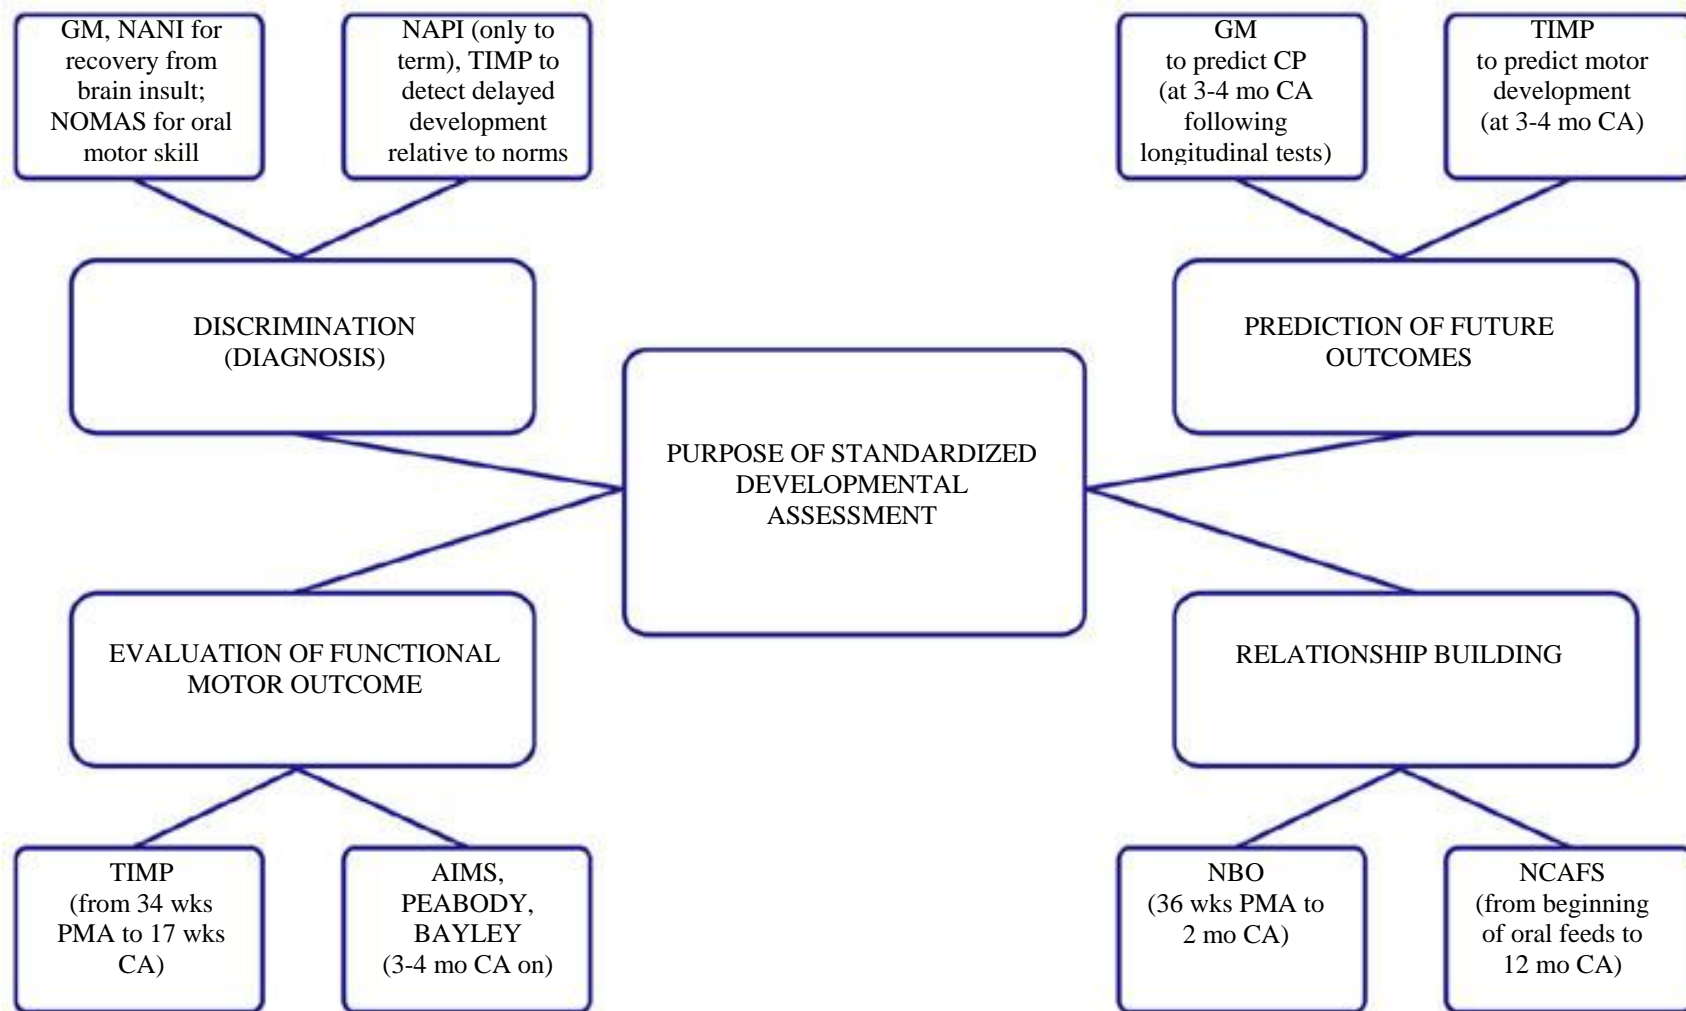 GM, NANI for
recovery from
brain insult;
NOMAS for oral
motor skill
NAPI (only to
term), TIMP to
detect delayed
development
relative to norms
GM
to predict CP
(at 3-4 mo CA
following
longitudinal tests)
TIMP
to predict motor
development
(at 3-4 mo CA)
DISCRIMINATION
(DIAGNOSIS)
PREDICTION OF FUTURE
OUTCOMES
PURPOSE OF STANDARDIZED
DEVELOPMENTAL
ASSESSMENT
EVALUATION OF FUNCTIONAL
MOTOR OUTCOME
RELATIONSHIP BUILDING
TIMP
(from 34 wks
PMA to 17 wks
CA)
AIMS,
PEABODY,
BAYLEY
(3-4 mo CA on)
NBO
(36 wks PMA to
2 mo CA)
NCAFS
(from beginning
of oral feeds to
12 mo CA)